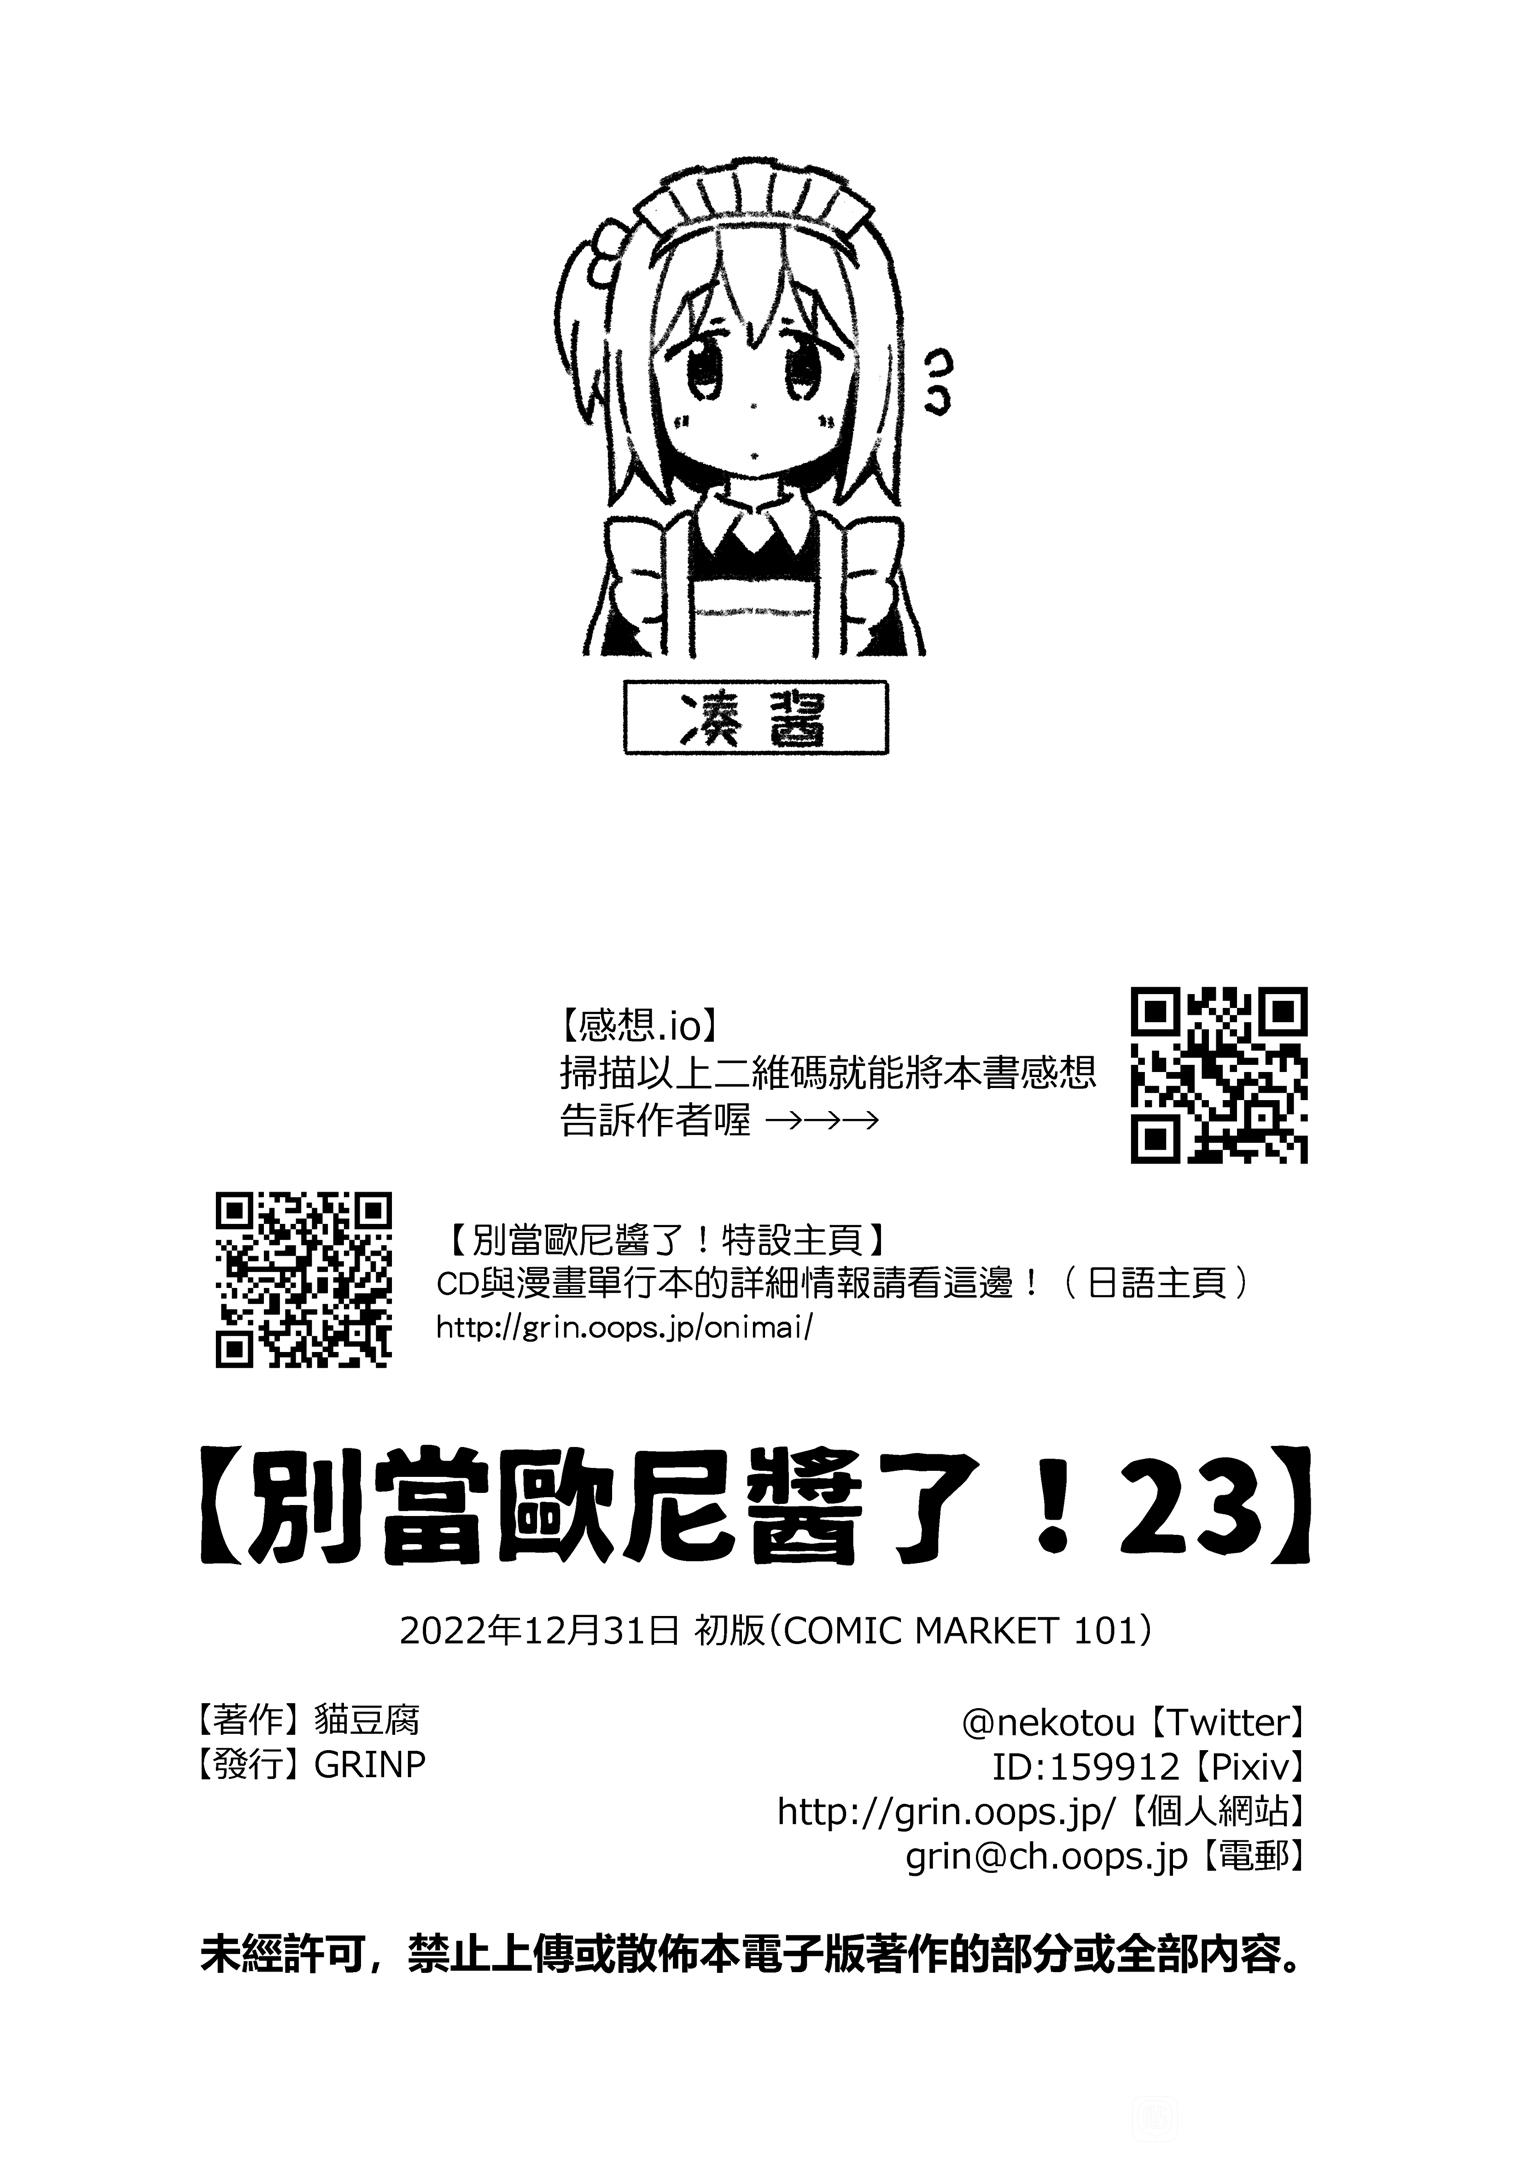 湊醬
【感想.io】
掃描以上二維碼就能將本書感想
告訴作者喔 →→→
【別當歐尼醬了！特設主頁】
CD與漫畫單行本的詳細情報請看這邊！（日語主頁）
http://grin.oops.jp/onimai/
【別當歐尼醬了！23】
2022年12月31日 初版（COMIC MARKET 101）
【著作】貓豆腐
【發行】GRINP
@nekotou【Twitter】
ID:159912【Pixiv】
http://grin.oops.jp/【個人網站】
grin@ch.oops.jp【電郵】
未經許可，禁止上傳或散佈本電子版著作的部分或全部內容。